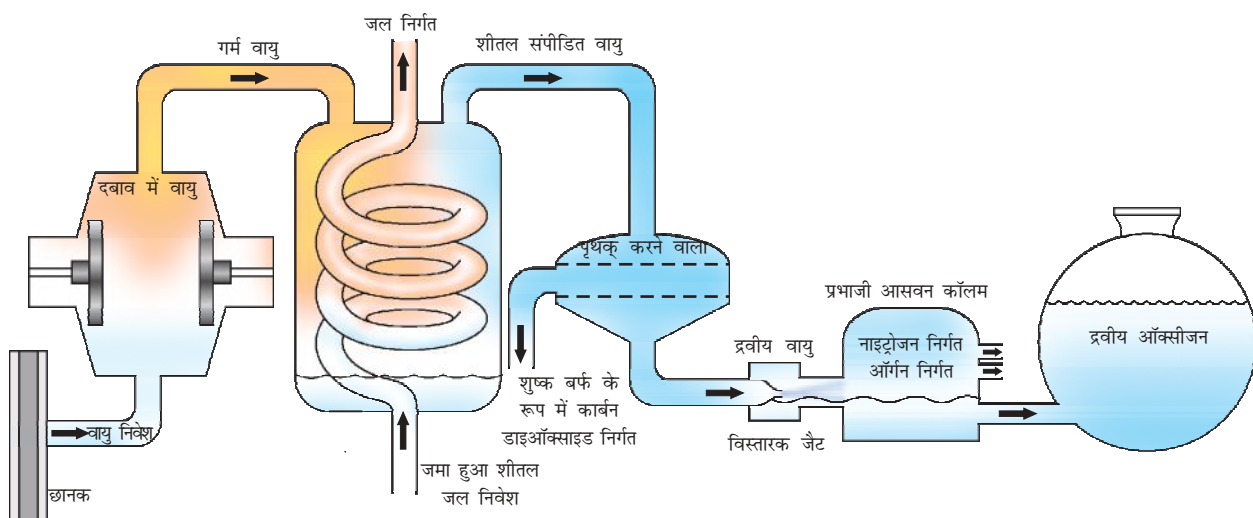 जल निर्गत
गर्म वायु
शीतल संपीडित वायु
दबाव में वायु
पृथक् करने वाला
प्रभाजी आसवन कॉलम
द्रवीय वायु
नाइट्रोजन निर्गत
ऑर्गन निर्गत
द्रवीय ऑक्सीजन
शुष्क बर्फ के
रूप में कार्बन
डाइऑक्साइड निर्गत
विस्तारक जैट
वायु निवेश
जमा हुआ शीतल
जल निवेश
छानक